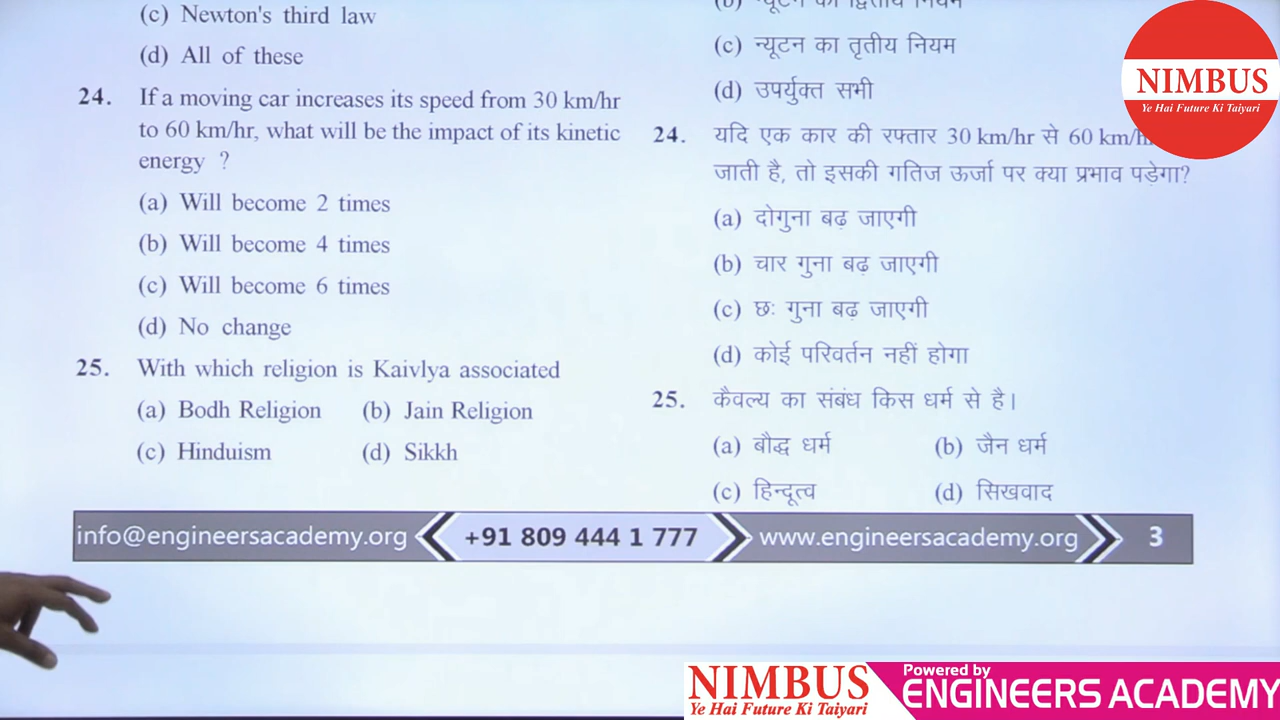 (c) Newton's third law
(d) All of these
24. If a moving car increases its speed from 30 km/hr
to 60 km/hr, what will be the impact of its kinetic
energy ?
(a) Will become 2 times
(b) Will become 4 times
(c) Will become 6 times
(d) No change
25. With which religion is Kaivlya associated
(a) Bodh Religion (b) Jain Religion
(c) Hinduism (d) Sikkh
(c) न्यूटन का तृतीय नियम
(d) उपर्युक्त सभी
24. यदि एक कार की रफ्तार 30 km/hr से 60
जाती है, तो इसकी गतिज ऊर्जा पर क्या प्रभाव पड़ेगा?
(a) दोगुना बढ़ जाएगी
(b) चार गुना बढ़ जाएगी
(c) छः गुना बढ़ जाएगी
(d) कोई परिवर्तन नहीं होगा
25. कैवल्य का संबंध किस धर्म से है।
(a) बौद्ध धर्म (b) जैन धर्म
(c) हिन्दूत्व (d) सिखवाद
info@engineersacademy.org +91 809 444 1 777 www.engineersacademy.org 3
NIMBUS
Ye Hai Future Ki Taiyari
NIMBUS
Ye Hai Future Ki Taiyari
Powered by
ENGINEERS ACADEMY